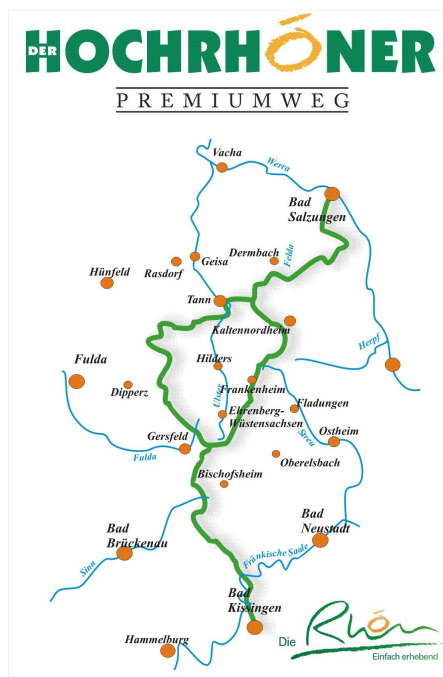 DER HOCHRHÖNER
PREMIUMWEG
Vacha
Werra
Bad
Salzungen
Geisa
Dermbach
Felda
Rasdorf
Hünfeld
Tann
Kaltennordheim
Herpf
Hilders
Fulda
Ulster
Frankenheim
Dipperz
Fladungen
Ehrenberg-
Wüstensachsen
Streu
Ostheim
Gersfeld
Fulda
Oberelsbach
Bischofsheim
Bad
Neustadt
Bad
Brückenau
Fränkische Saale
Sinn
Bad
Kissingen
Hammelburg
Die Rhön
Einfach erhebend